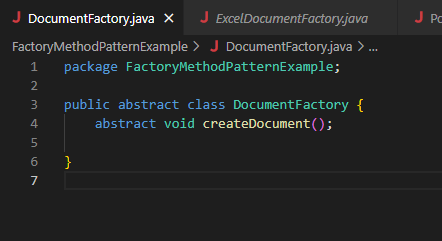 J DocumentFactory.java × J ExcelDocumentFactory.java J
FactoryMethodPatternExample > J DocumentFactory.java > ...
1 package FactoryMethodPatternExample;
2
3 public abstract class DocumentFactory {
4 abstract void createDocument();
5
6 }
7